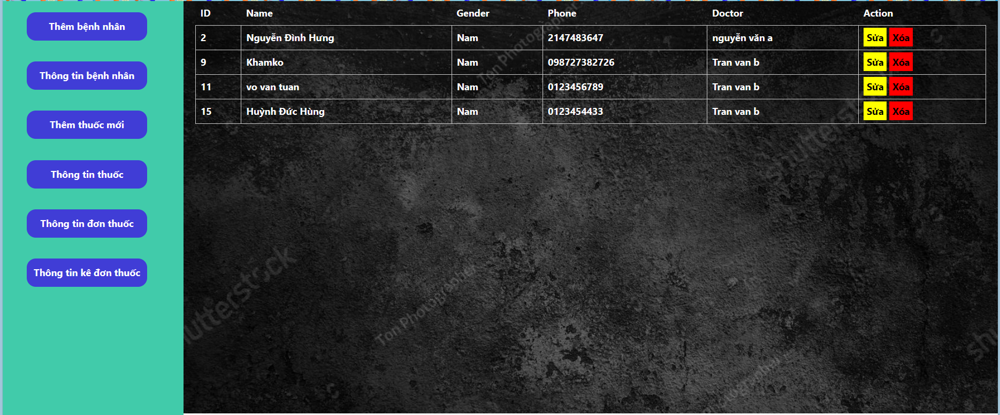 Thêm bệnh nhân
Thông tin bệnh nhân
Thêm thuốc mới
Thông tin thuốc
Thông tin đơn thuốc
Thông tin kê đơn thuốc
ID Name Gender Phone Doctor Action
2 Nguyễn Đình Hưng Nam 2147483647 nguyễn văn a Sửa Xóa
9 Khamko Nam 098727382726 Tran van b Sửa Xóa
11 vo van tuan Nam 0123456789 Tran van b Sửa Xóa
15 Huỳnh Đức Hùng Nam 0123454433 Tran van b Sửa Xóa
shutterstock
Ton Photographer